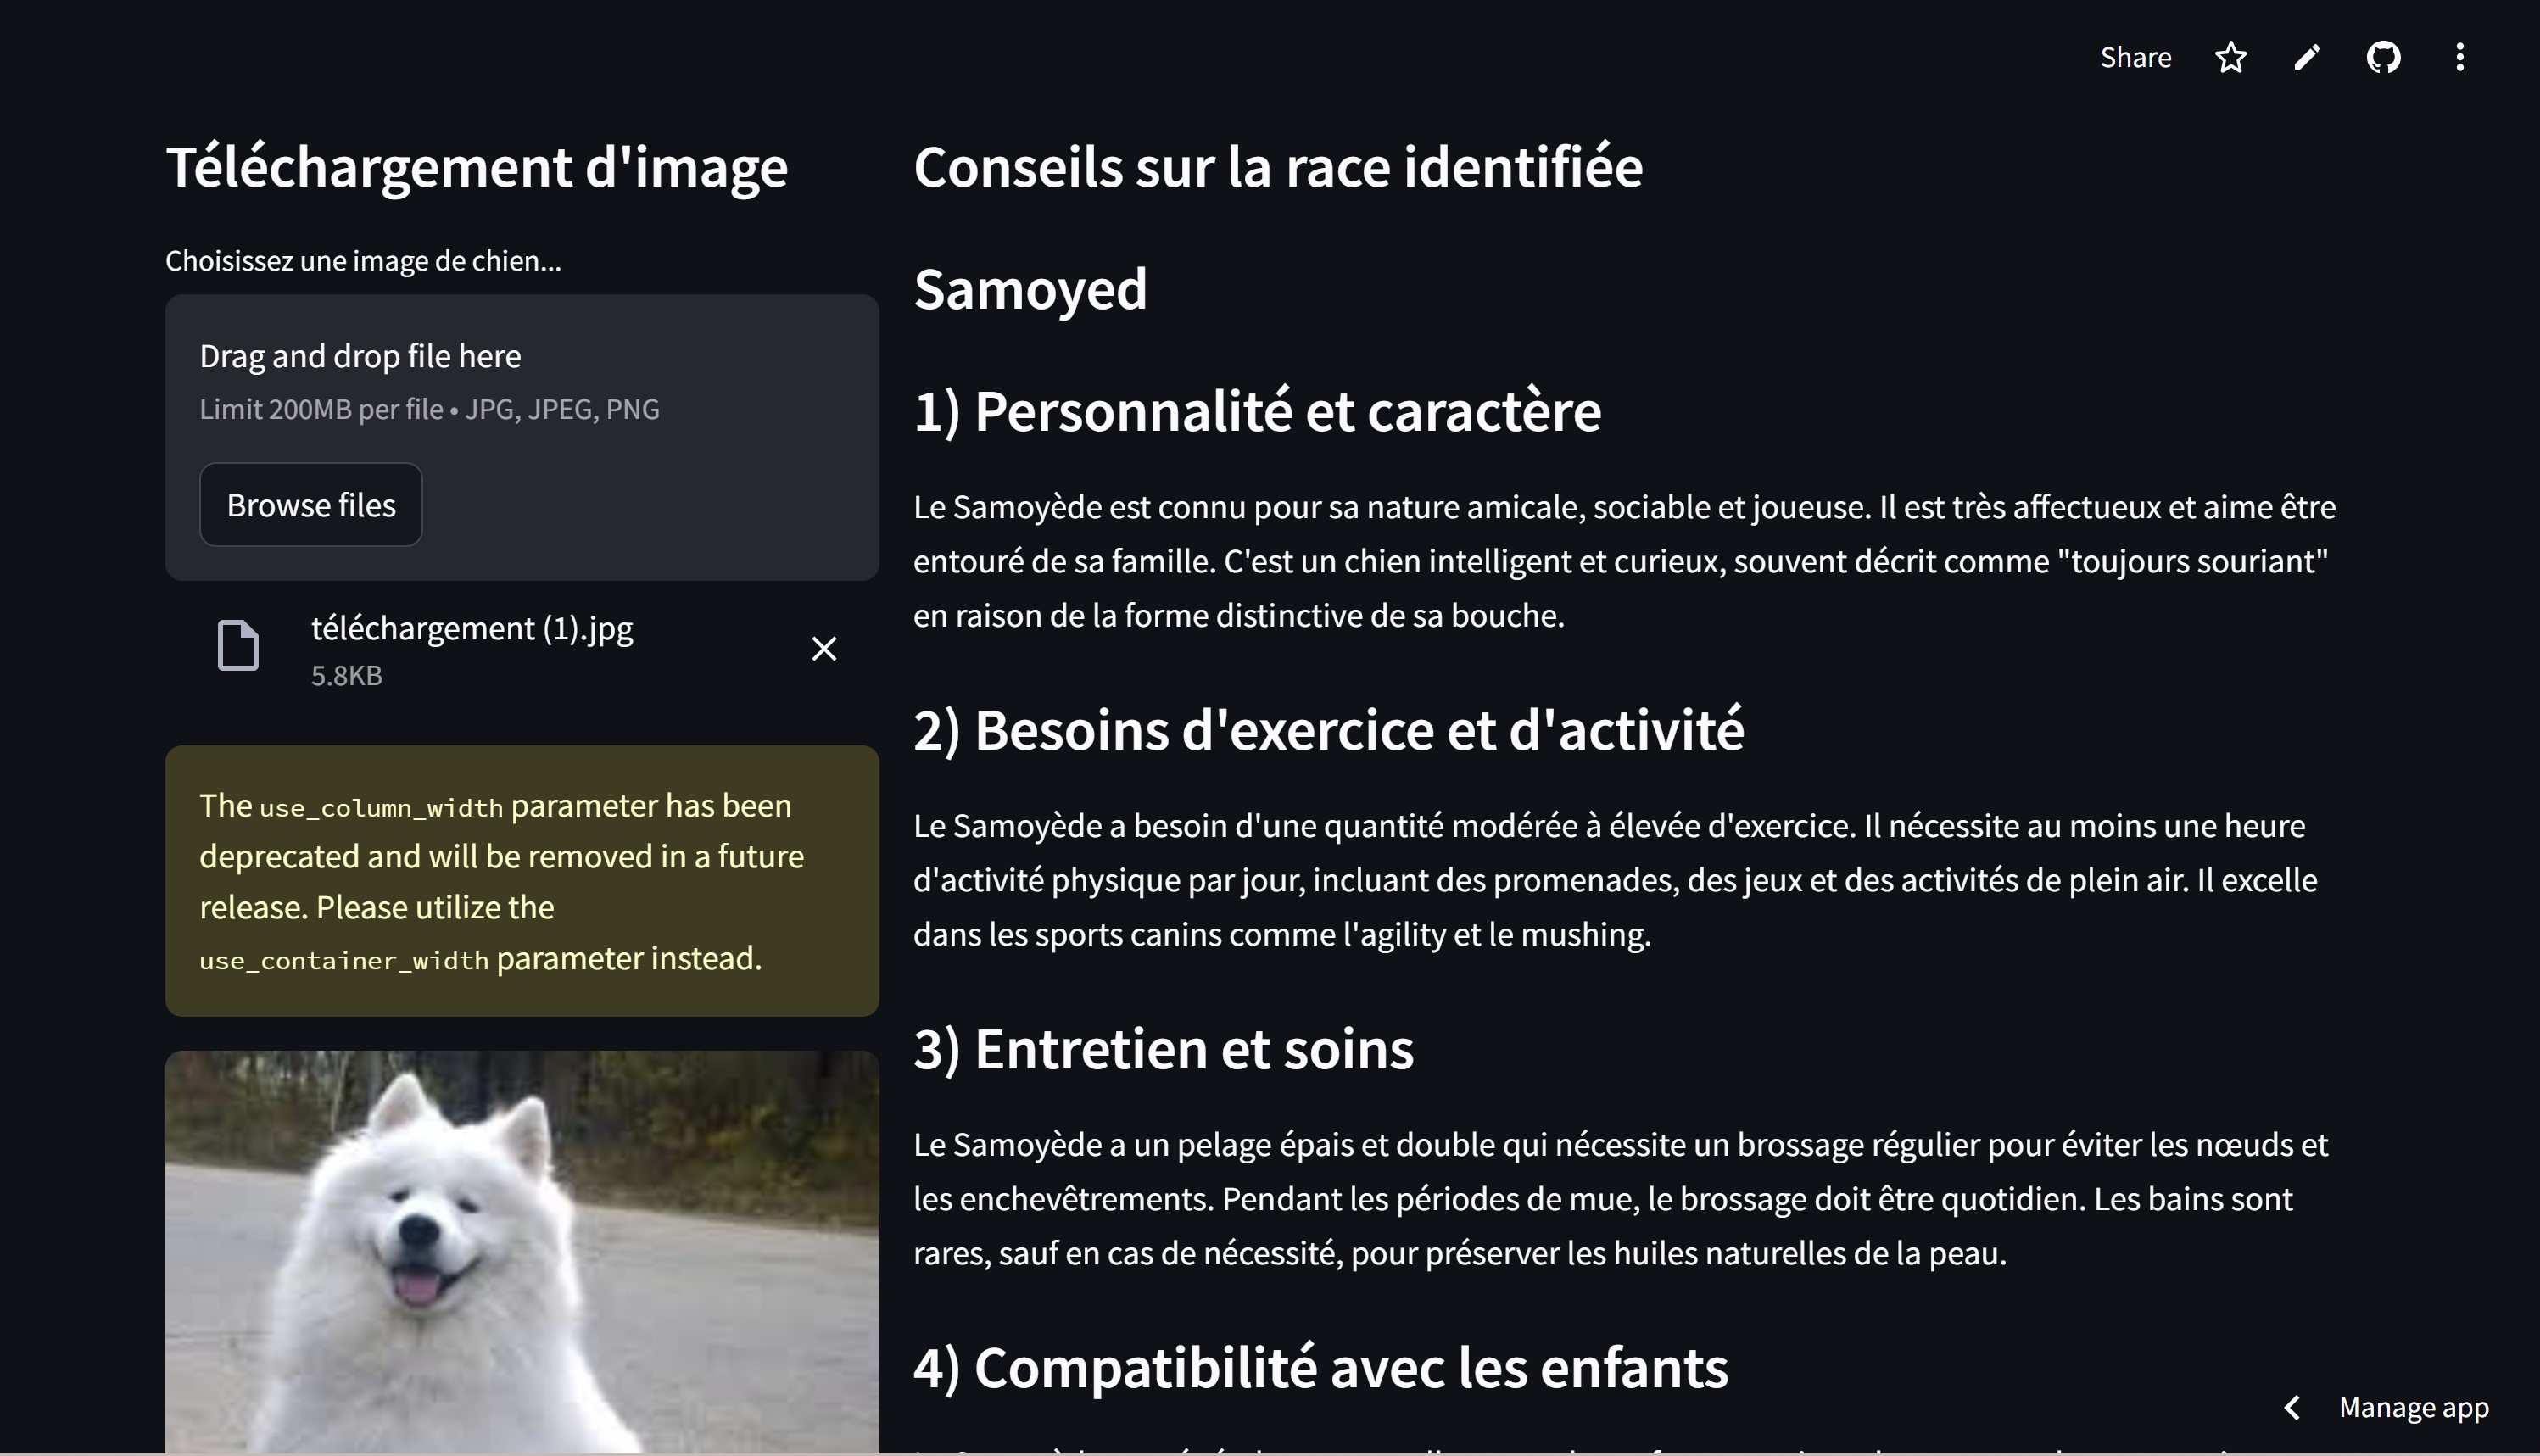 Share
Téléchargement d'image
Choisissez une image de chien...
Drag and drop file here
Limit 200MB per file • JPG, JPEG, PNG
Browse files
téléchargement (1).jpg
5.8KB
The use_column_width parameter has been
deprecated and will be removed in a future
release. Please utilize the
use_container_width parameter instead.
Conseils sur la race identifiée
Samoyed
1) Personnalité et caractère
Le Samoyède est connu pour sa nature amicale, sociable et joueuse. Il est très affectueux et aime être
entouré de sa famille. C'est un chien intelligent et curieux, souvent décrit comme "toujours souriant"
en raison de la forme distinctive de sa bouche.
2) Besoins d'exercice et d'activité
Le Samoyède a besoin d'une quantité modérée à élevée d'exercice. Il nécessite au moins une heure
d'activité physique par jour, incluant des promenades, des jeux et des activités de plein air. Il excelle
dans les sports canins comme l'agility et le mushing.
3) Entretien et soins
Le Samoyède a un pelage épais et double qui nécessite un brossage régulier pour éviter les nœuds et
les enchevêtrements. Pendant les périodes de mue, le brossage doit être quotidien. Les bains sont
rares, sauf en cas de nécessité, pour préserver les huiles naturelles de la peau.
4) Compatibilité avec les enfants
Manage app